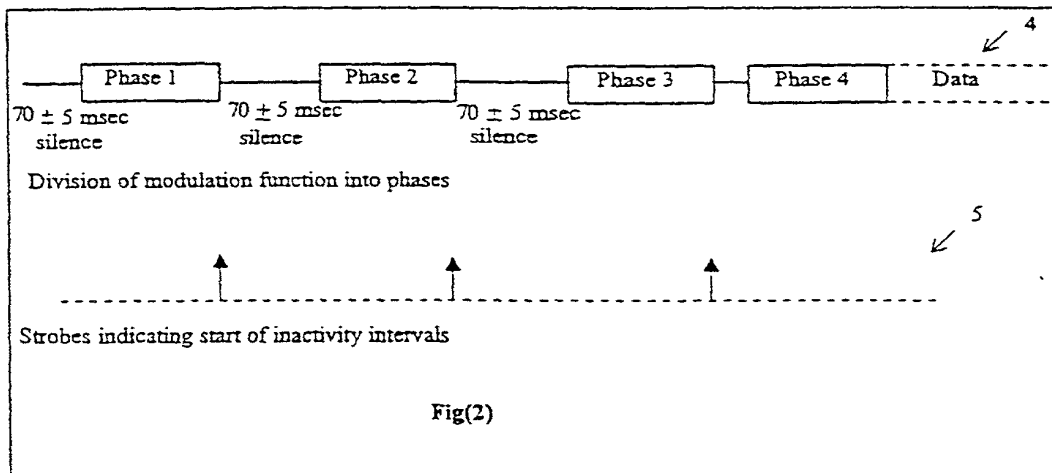 4
Phase 1 Phase 2 Phase 3 Phase 4 Data
70 ± 5 msec 70 ± 5 msec 70 ± 5 msec
silence silence silence
Division of modulation function into phases
5
Strobes indicating start of inactivity intervals
Fig(2)